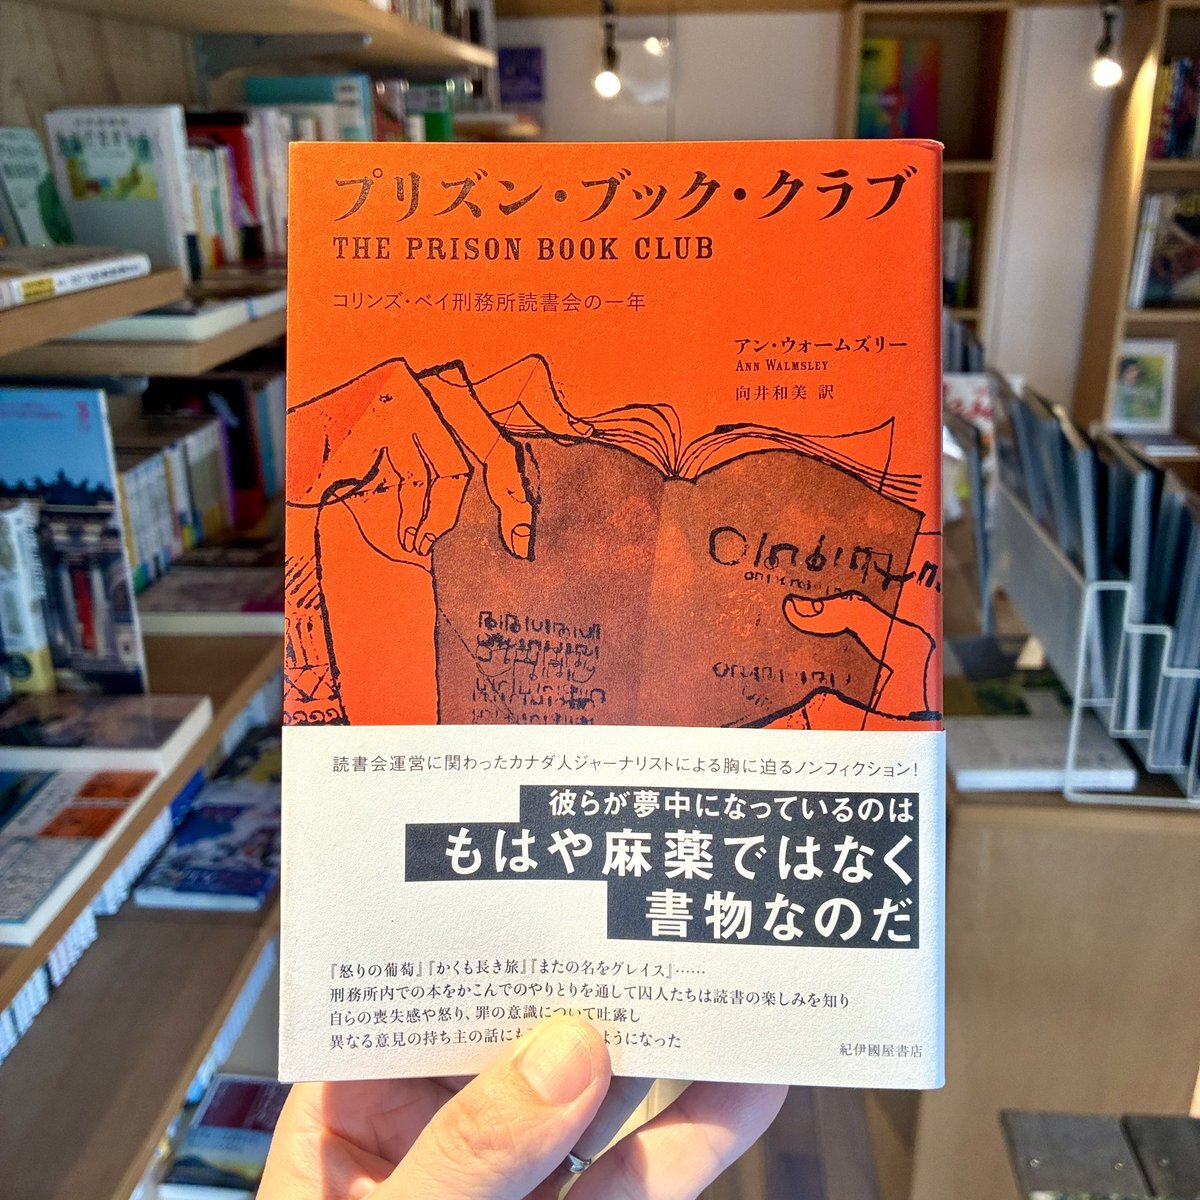 プリズン・ブック・クラブ
THE PRISON BOOK CLUB
コリンズ・ベイ刑務所読書会の一年
アン・ウォームズリー
ANN WALMSLEY
向井和美 訳
読書会運営に関わったカナダ人ジャーナリストによる胸に迫るノンフィクション!
彼らが夢中になっているのは
もはや麻薬ではなく
書物なのだ
『怒りの葡萄』『かくも長き旅』『またの名をグレイス』……
刑務所内での本をかこんでのやりとりを通して囚人たちは読書の楽しみを知り
自らの喪失感や怒り、罪の意識について吐露し
異なる意見の持ち主の話にも ようになった
紀伊國屋書店